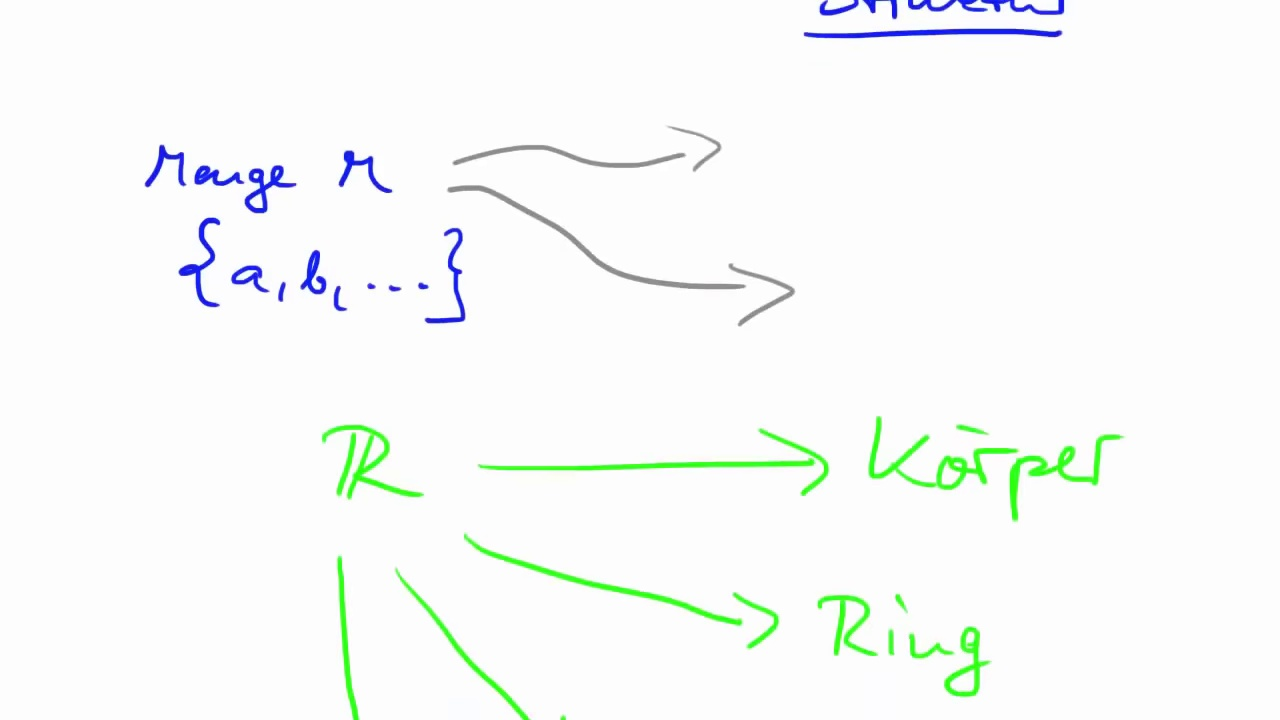 Menge M
{a, b, ...}
ℝ Körper
Ring